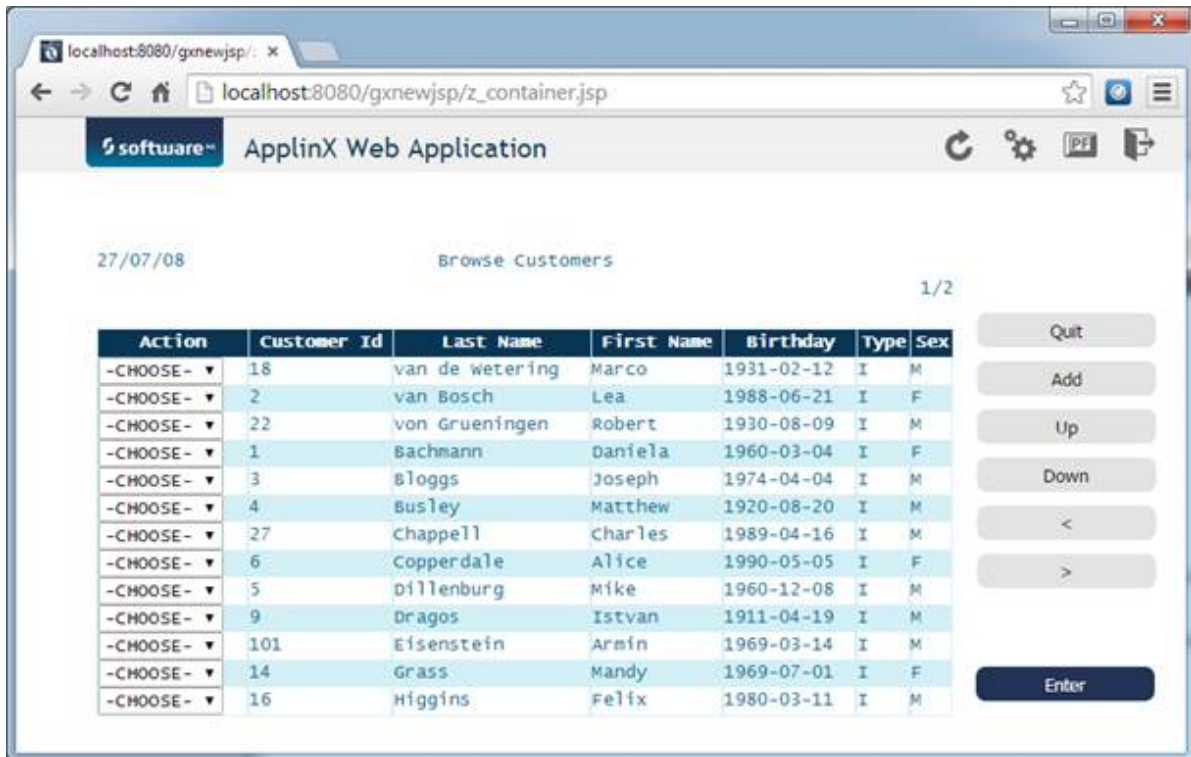 localhost:8080/gxnewjsp/:
localhost:8080/gxnewjsp/z_container.jsp
software
ApplinX Web Application
PF
27/07/08 Browse Customers
1/2
Action Customer Id Last Name First Name Birthday Type Sex
-CHOOSE- 18 van de Wetering Marco 1931-02-12 I M
-CHOOSE- 2 van Bosch Lea 1988-06-21 I F
-CHOOSE- 22 von Grueningen Robert 1930-08-09 I M
-CHOOSE- 1 Bachmann Daniela 1960-03-04 I F
-CHOOSE- 3 Bloggs Joseph 1974-04-04 I M
-CHOOSE- 4 Busley Matthew 1920-08-20 I M
-CHOOSE- 27 Chappell Charles 1989-04-16 I M
-CHOOSE- 6 Copperdale Alice 1990-05-05 I F
-CHOOSE- 5 Dillenburg Mike 1960-12-08 I M
-CHOOSE- 9 Dragos Istvan 1911-04-19 I M
-CHOOSE- 101 Eisenstein Armin 1969-03-14 I M
-CHOOSE- 14 Grass Mandy 1969-07-01 I F
-CHOOSE- 16 Higgins Felix 1980-03-11 I M
Quit
Add
Up
Down
<
>
Enter